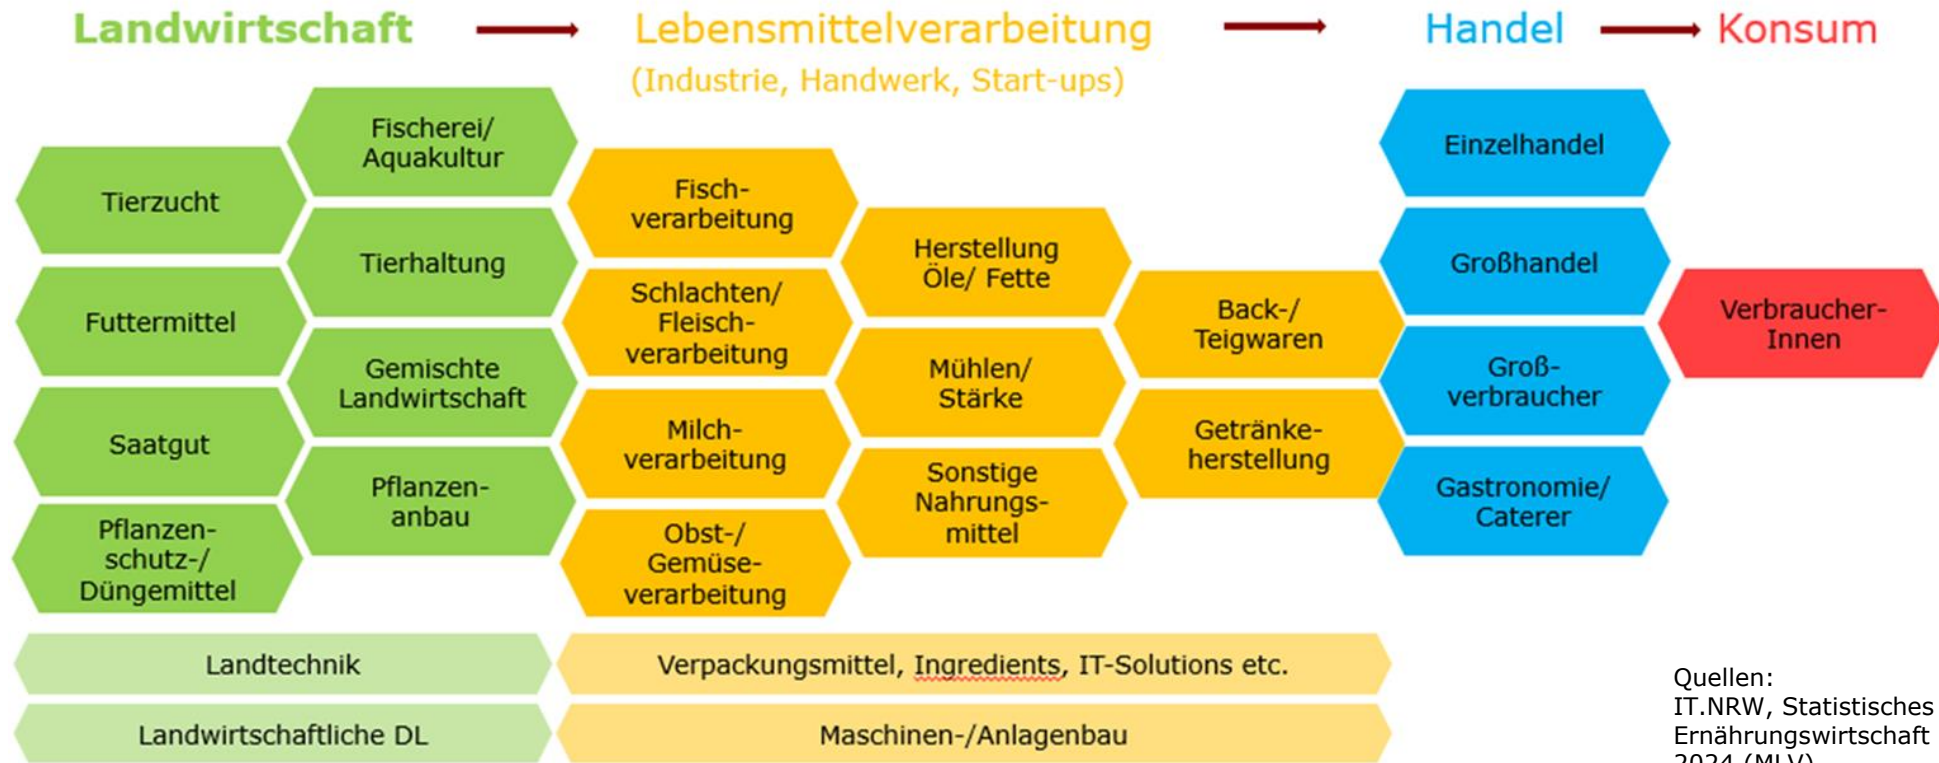 Landwirtschaft
Lebensmittelverarbeitung
(Industrie, Handwerk, Start-ups)
Handel
Konsum
Tierzucht
Futtermittel
Saatgut
Pflanzen-
schutz-/
Düngemittel
Fischerei/
Aquakultur
Tierhaltung
Gemischte
Landwirtschaft
Pflanzen-
anbau
Fisch-
verarbeitung
Schlachten/
Fleisch-
verarbeitung
Milch-
verarbeitung
Obst-/
Gemüse-
verarbeitung
Herstellung
Öle/ Fette
Mühlen/
Stärke
Sonstige
Nahrungs-
mittel
Back-/
Teigwaren
Getränke-
herstellung
Einzelhandel
Großhandel
Groß-
verbraucher
Gastronomie/
Caterer
Verbraucher-
Innen
Landtechnik
Verpackungsmittel, Ingredients, IT-Solutions etc.
Landwirtschaftliche DL
Maschinen-/Anlagenbau
Quellen:
IT.NRW, Statistisches
Ernährungswirtschaft
2024 (MLV)